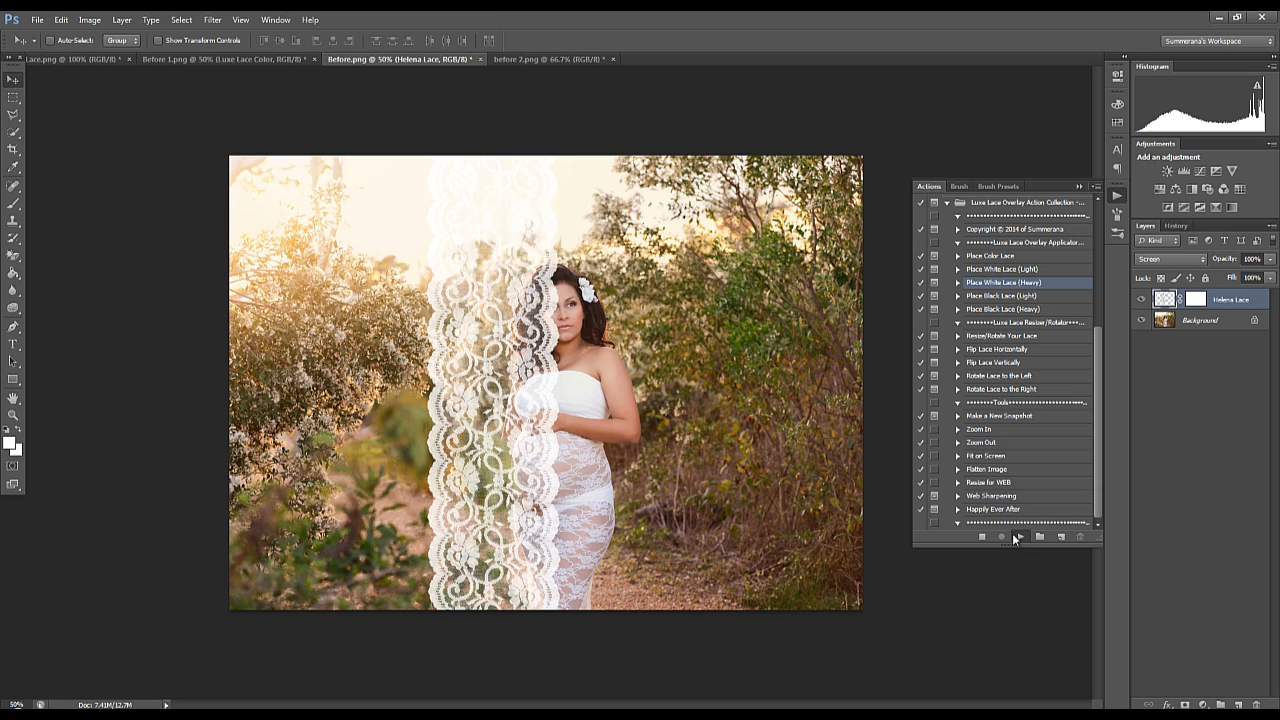 Ps File Edit Image Layer Type Select Filter View Window Help
Auto-Select: Group Show Transform Controls Summerana's Workspace
Lace.png @ 100% (RGB/8) * × Before 1.png @ 50% (Luxe Lace Color, RGB/8) * × Before.png @ 50% (Helena Lace, RGB/8) * × before 2.png @ 66.7% (RGB/8) * ×
Histogram
Adjustments
Add an adjustment
Actions Brush Brush Presets
Luxe Lace Overlay Action Collection -...
Copyright © 2014 of Summerana
••••••••Luxe Lace Overlay Applicator...
Place Color Lace
Place White Lace (Light)
Place White Lace (Heavy)
Place Black Lace (Light)
Place Black Lace (Heavy)
••••••••Luxe Lace Resizer/Rotator•••...
Resize/Rotate Your Lace
Flip Lace Horizontally
Flip Lace Vertically
Rotate Lace to the Left
Rotate Lace to the Right
••••••••Tools••••••••••••••••••••••...
Make a New Snapshot
Zoom In
Zoom Out
Fit on Screen
Flatten Image
Resize for WEB
Web Sharpening
Happily Ever After
Layers History
Kind
Screen Opacity: 100%
Lock: Fill: 100%
Helena Lace
Background
50% Doc: 7.41M/12.7M